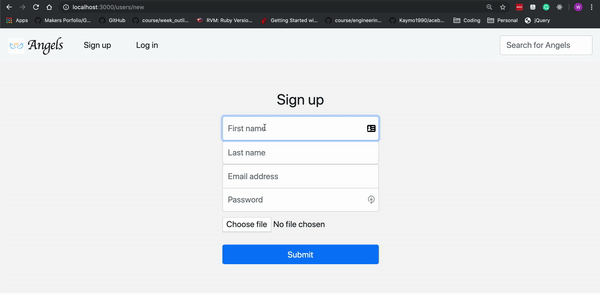 localhost:3000/users/new
Apps Makers Porfolio/G... GitHub course/week_outli... RVM: Ruby Versio... Getting Started wi... course/engineerin... Kaymo1990/aceb... Coding Personal jQuery
Angels Sign up Log in Search for Angels
Sign up
First name
Last name
Email address
Password
Choose file No file chosen
Submit